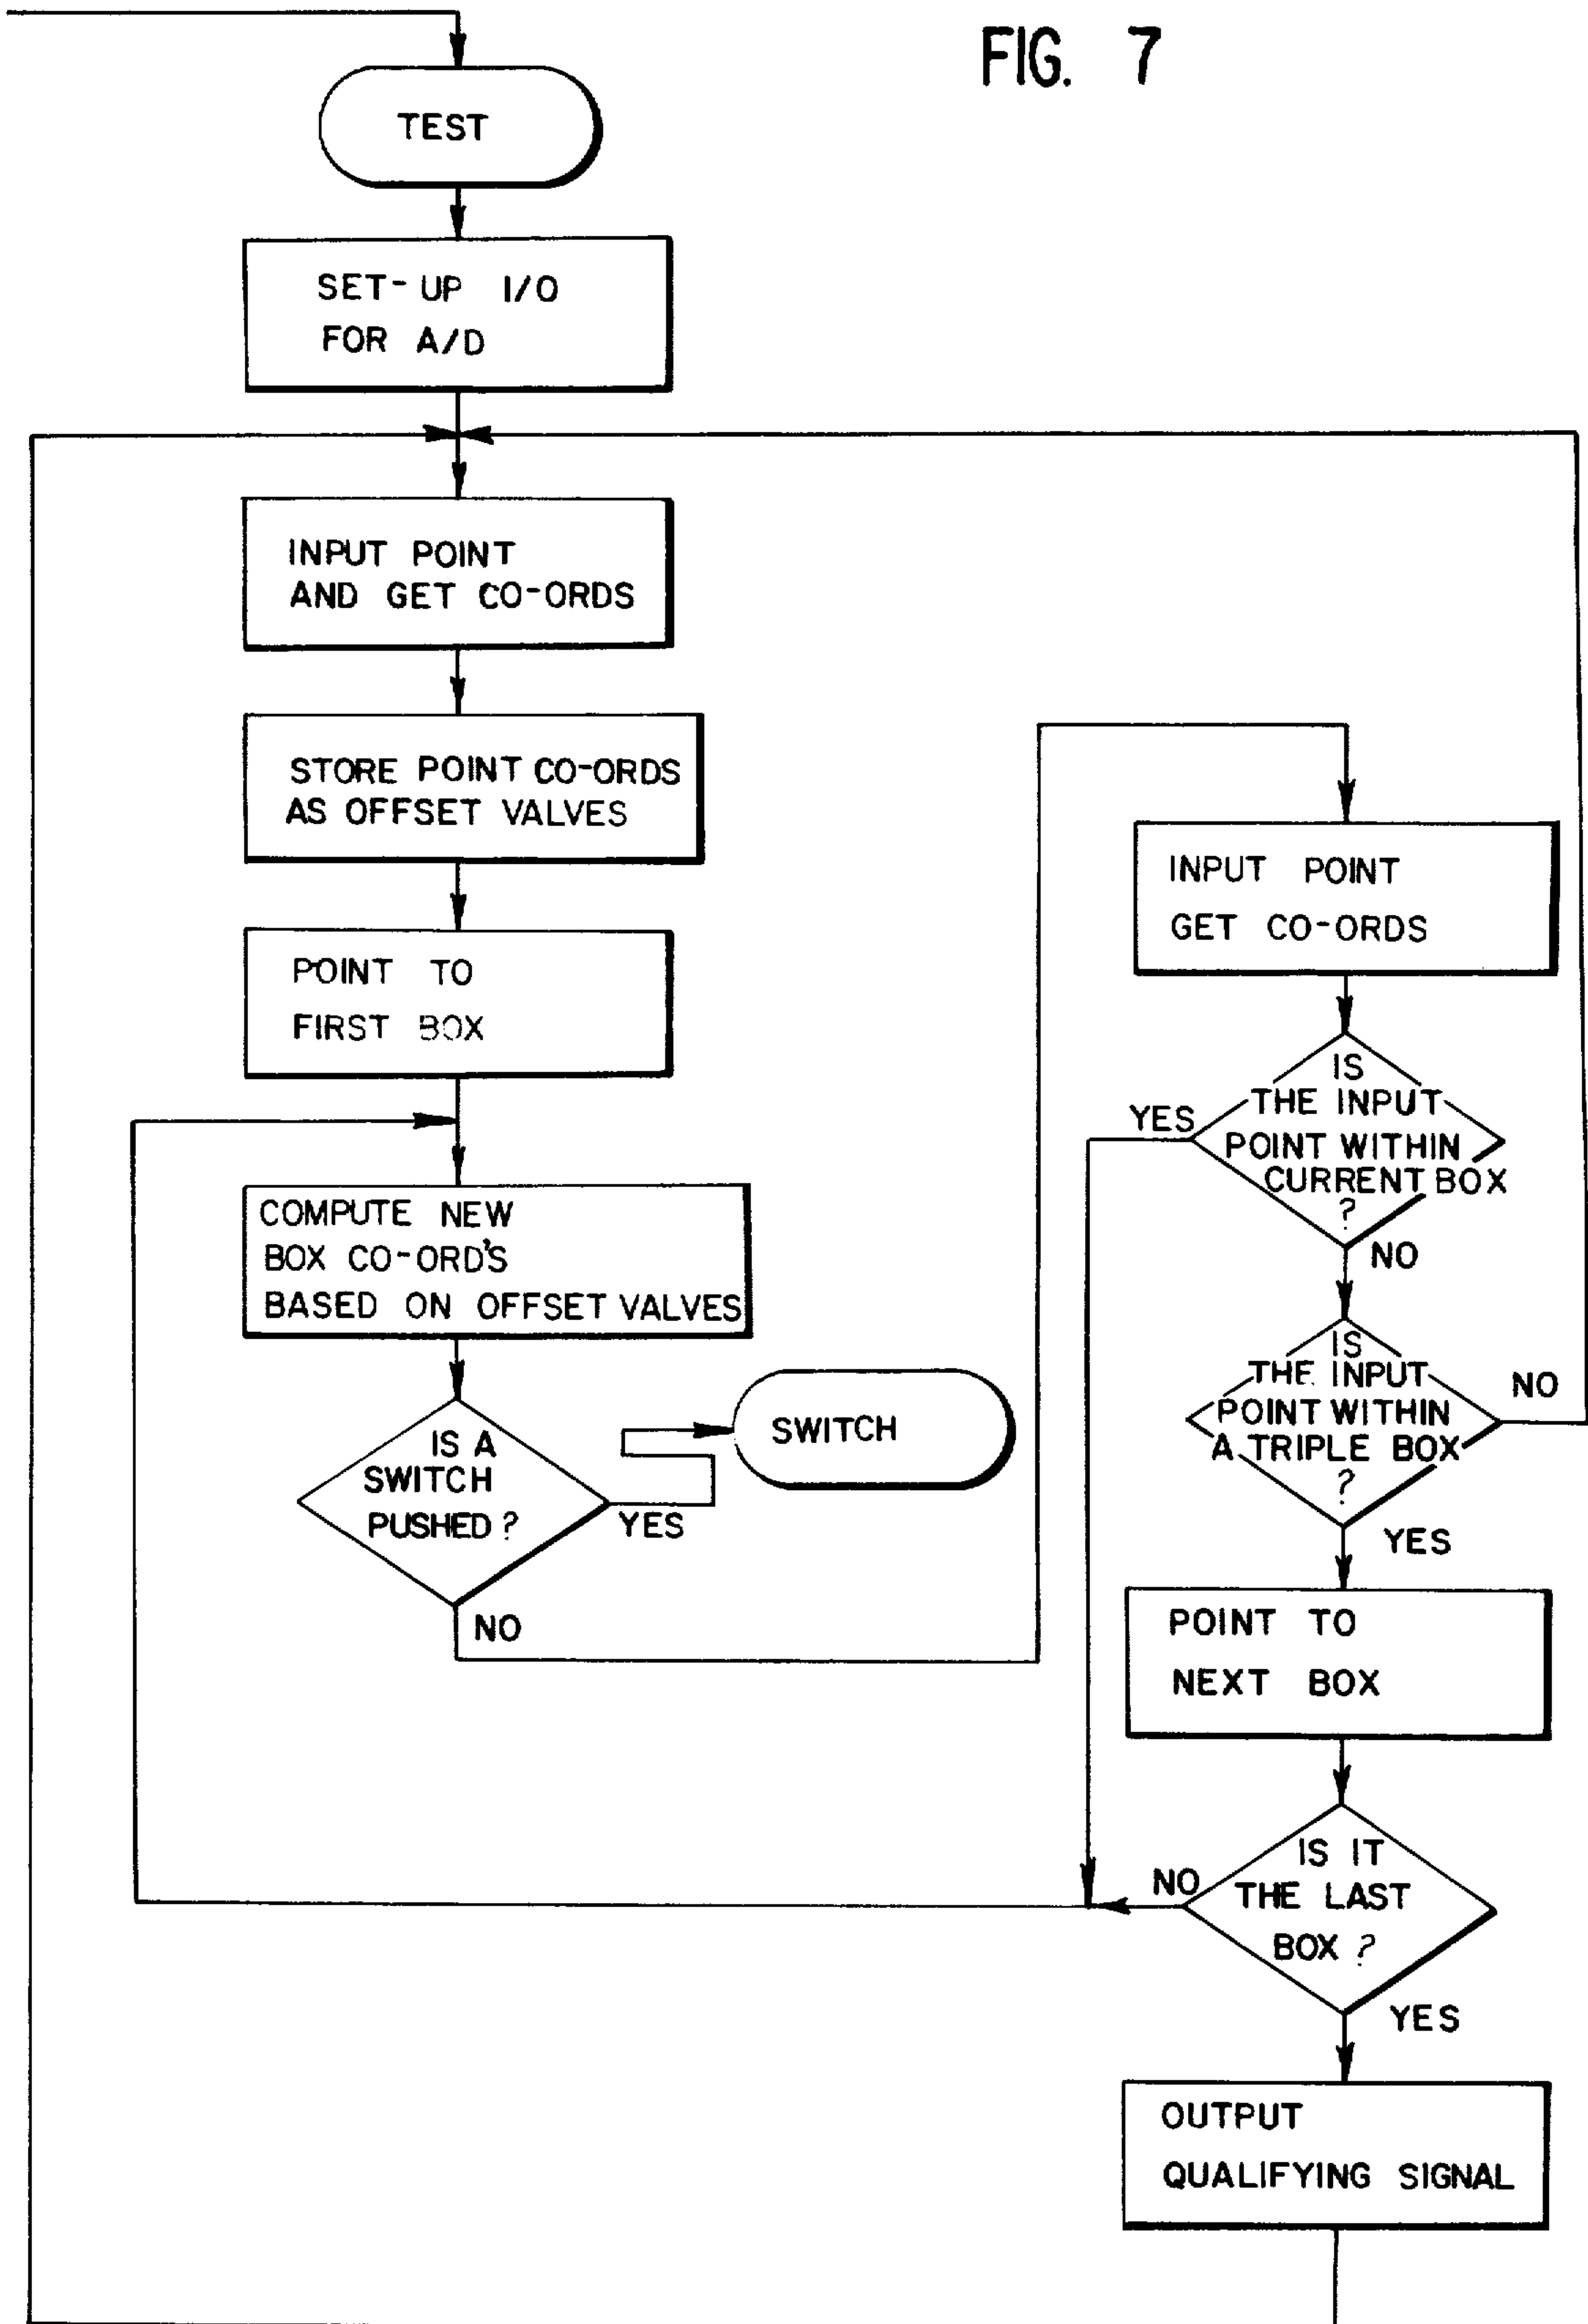 FIG. 7
TEST
SET-UP I/O
FOR A/D
INPUT POINT
AND GET CO-ORDS
STORE POINT CO-ORDS
AS OFFSET VALVES
POINT TO
FIRST BOX
COMPUTE NEW
BOX CO-ORD'S
BASED ON OFFSET VALVES
IS A
SWITCH
PUSHED?
YES
SWITCH
NO
INPUT POINT
GET CO-ORDS
IS
THE INPUT
POINT WITHIN
CURRENT BOX
?
YES
NO
IS
THE INPUT
POINT WITHIN
A TRIPLE BOX
?
NO
YES
POINT TO
NEXT BOX
IS IT
THE LAST
BOX?
NO
YES
OUTPUT
QUALIFYING SIGNAL